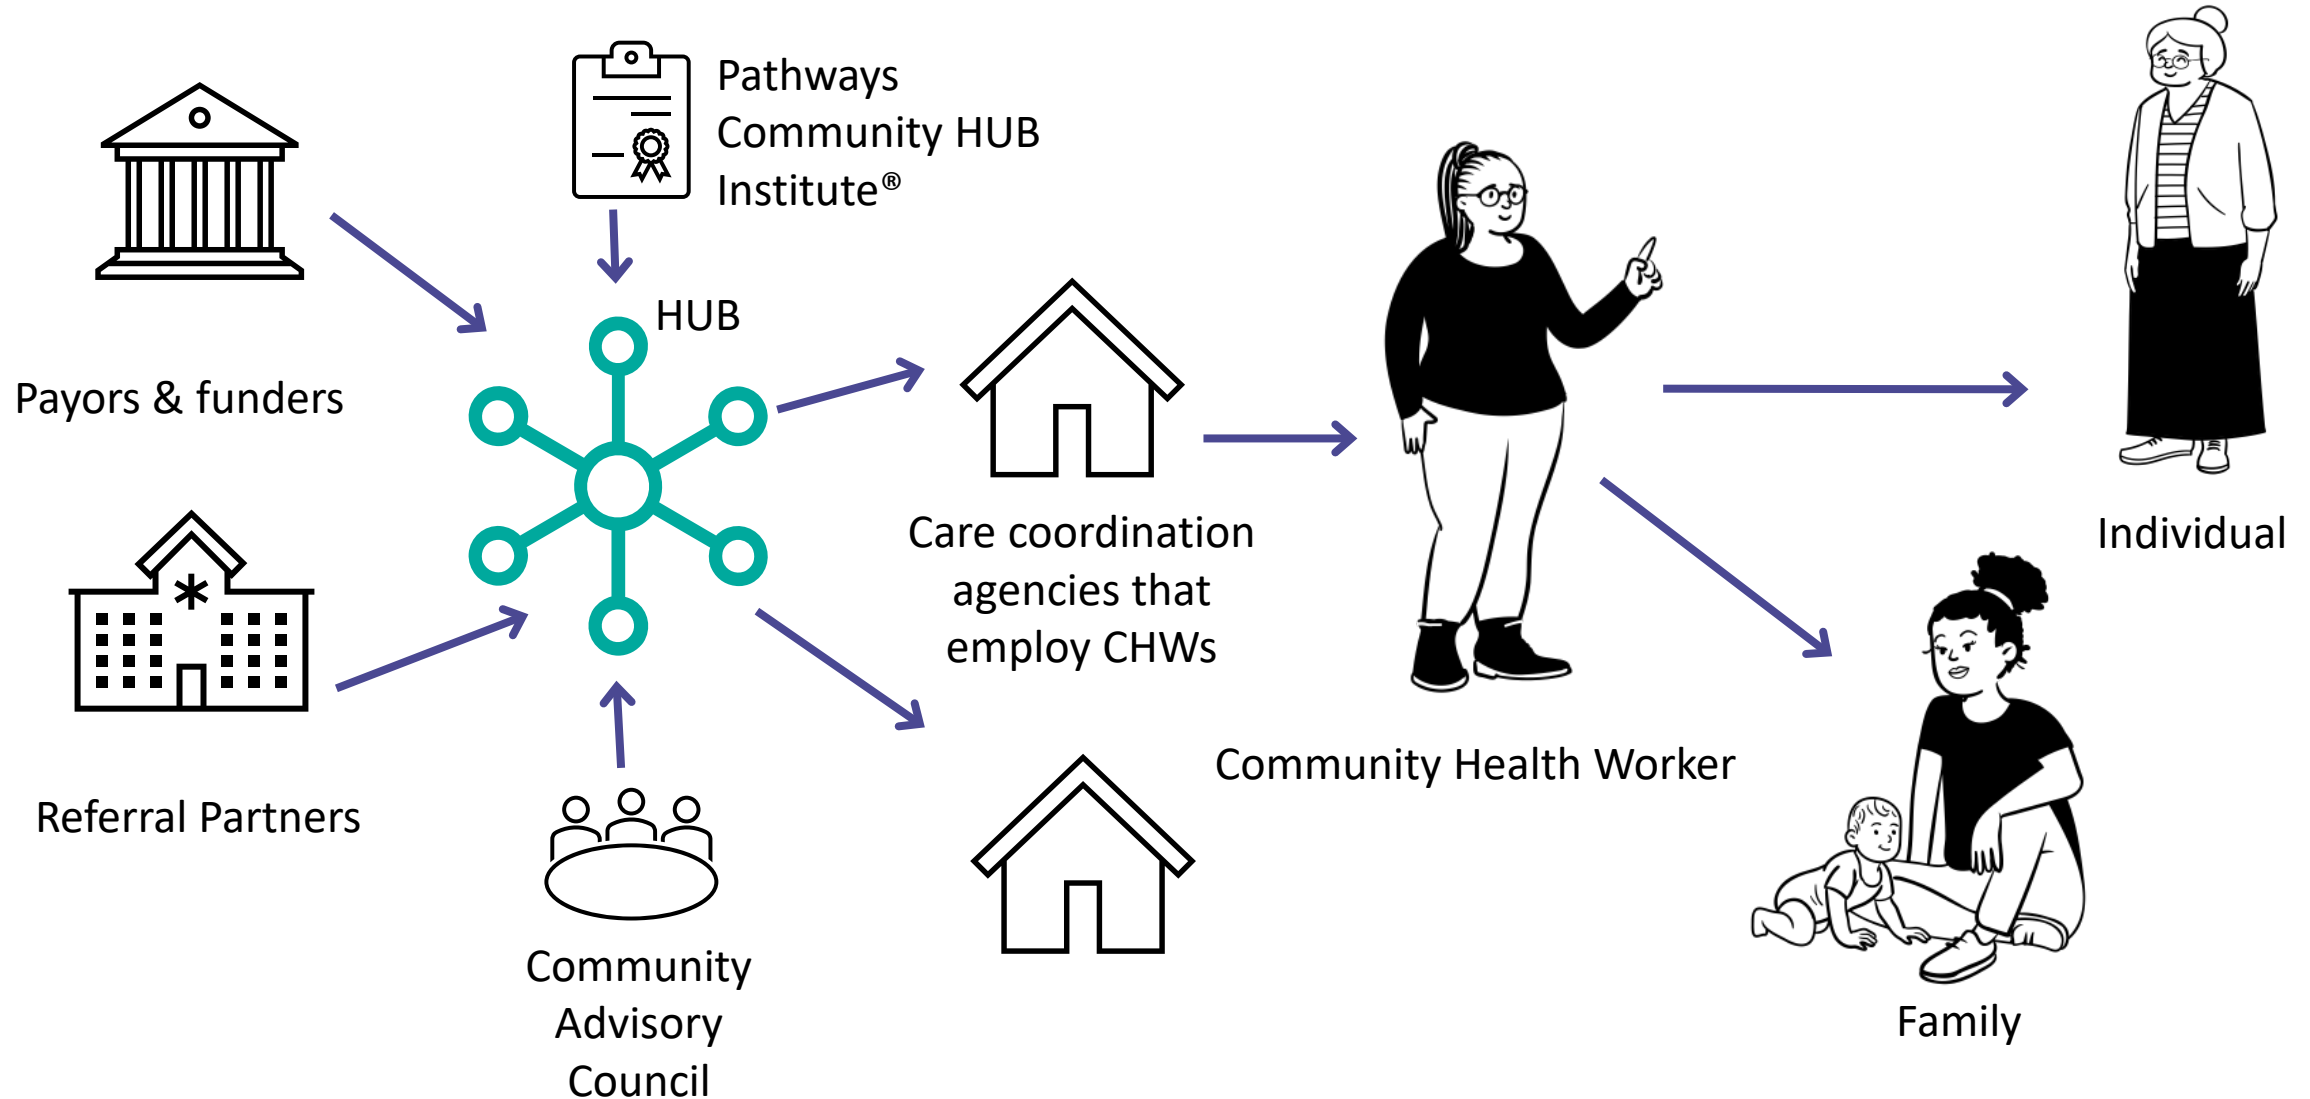 Pathways
Community HUB
Institute®
HUB
Payors & funders
Care coordination
agencies that
employ CHWs
Individual
Community Health Worker
Referral Partners
Community
Advisory
Council
Family